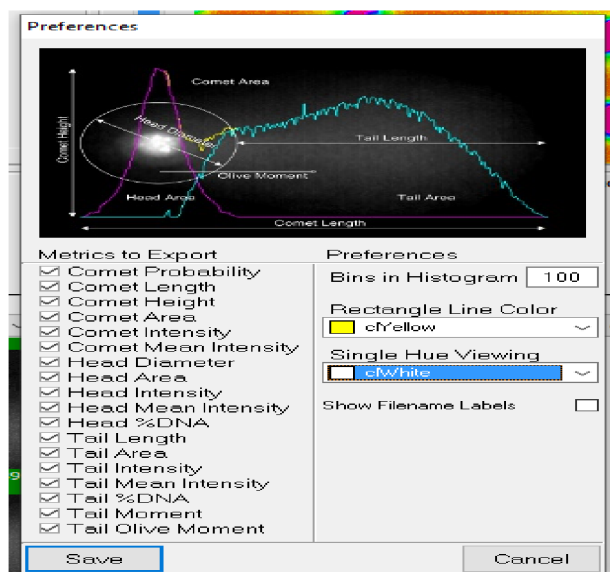 Preferences
Comet Area
Comet Height
Head Diameter
Tail Length
Olive Moment
Head Area
Tail Area
Comet Length
Metrics to Export
Comet Probability
Comet Length
Comet Height
Comet Area
Comet Intensity
Comet Mean Intensity
Head Diameter
Head Area
Head Intensity
Head Mean Intensity
Head %DNA
Tail Length
Tail Area
Tail Intensity
Tail Mean Intensity
Tail %DNA
Tail Moment
Tail Olive Moment
Preferences
Bins in Histogram 100
Rectangle Line Color
clYellow
Single Hue Viewing
clWhite
Show Filename Labels
Save
Cancel